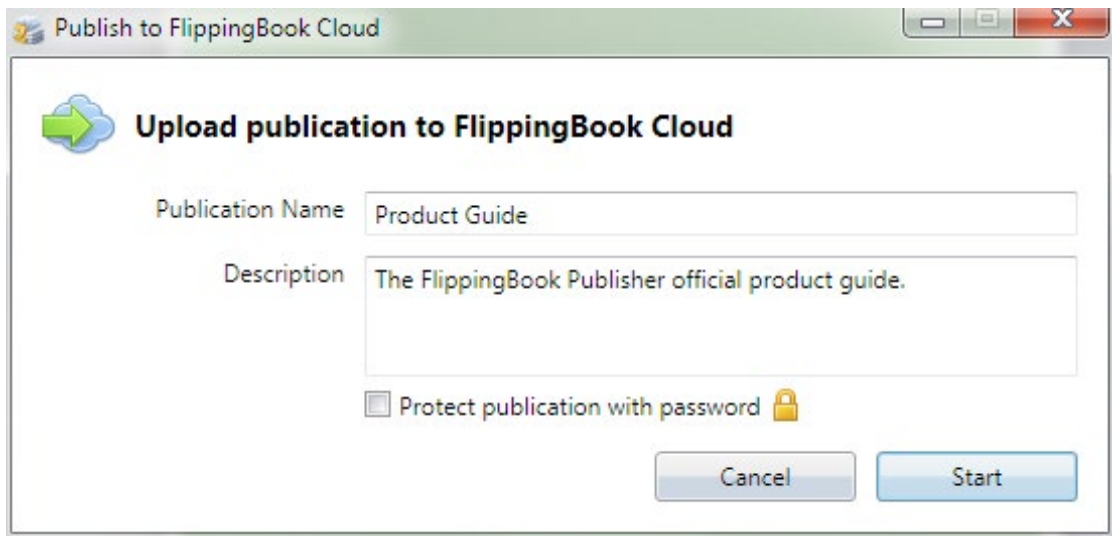 Publish to FlippingBook Cloud
Upload publication to FlippingBook Cloud
Publication Name
Product Guide
Description
The FlippingBook Publisher official product guide.
Protect publication with password
Cancel
Start